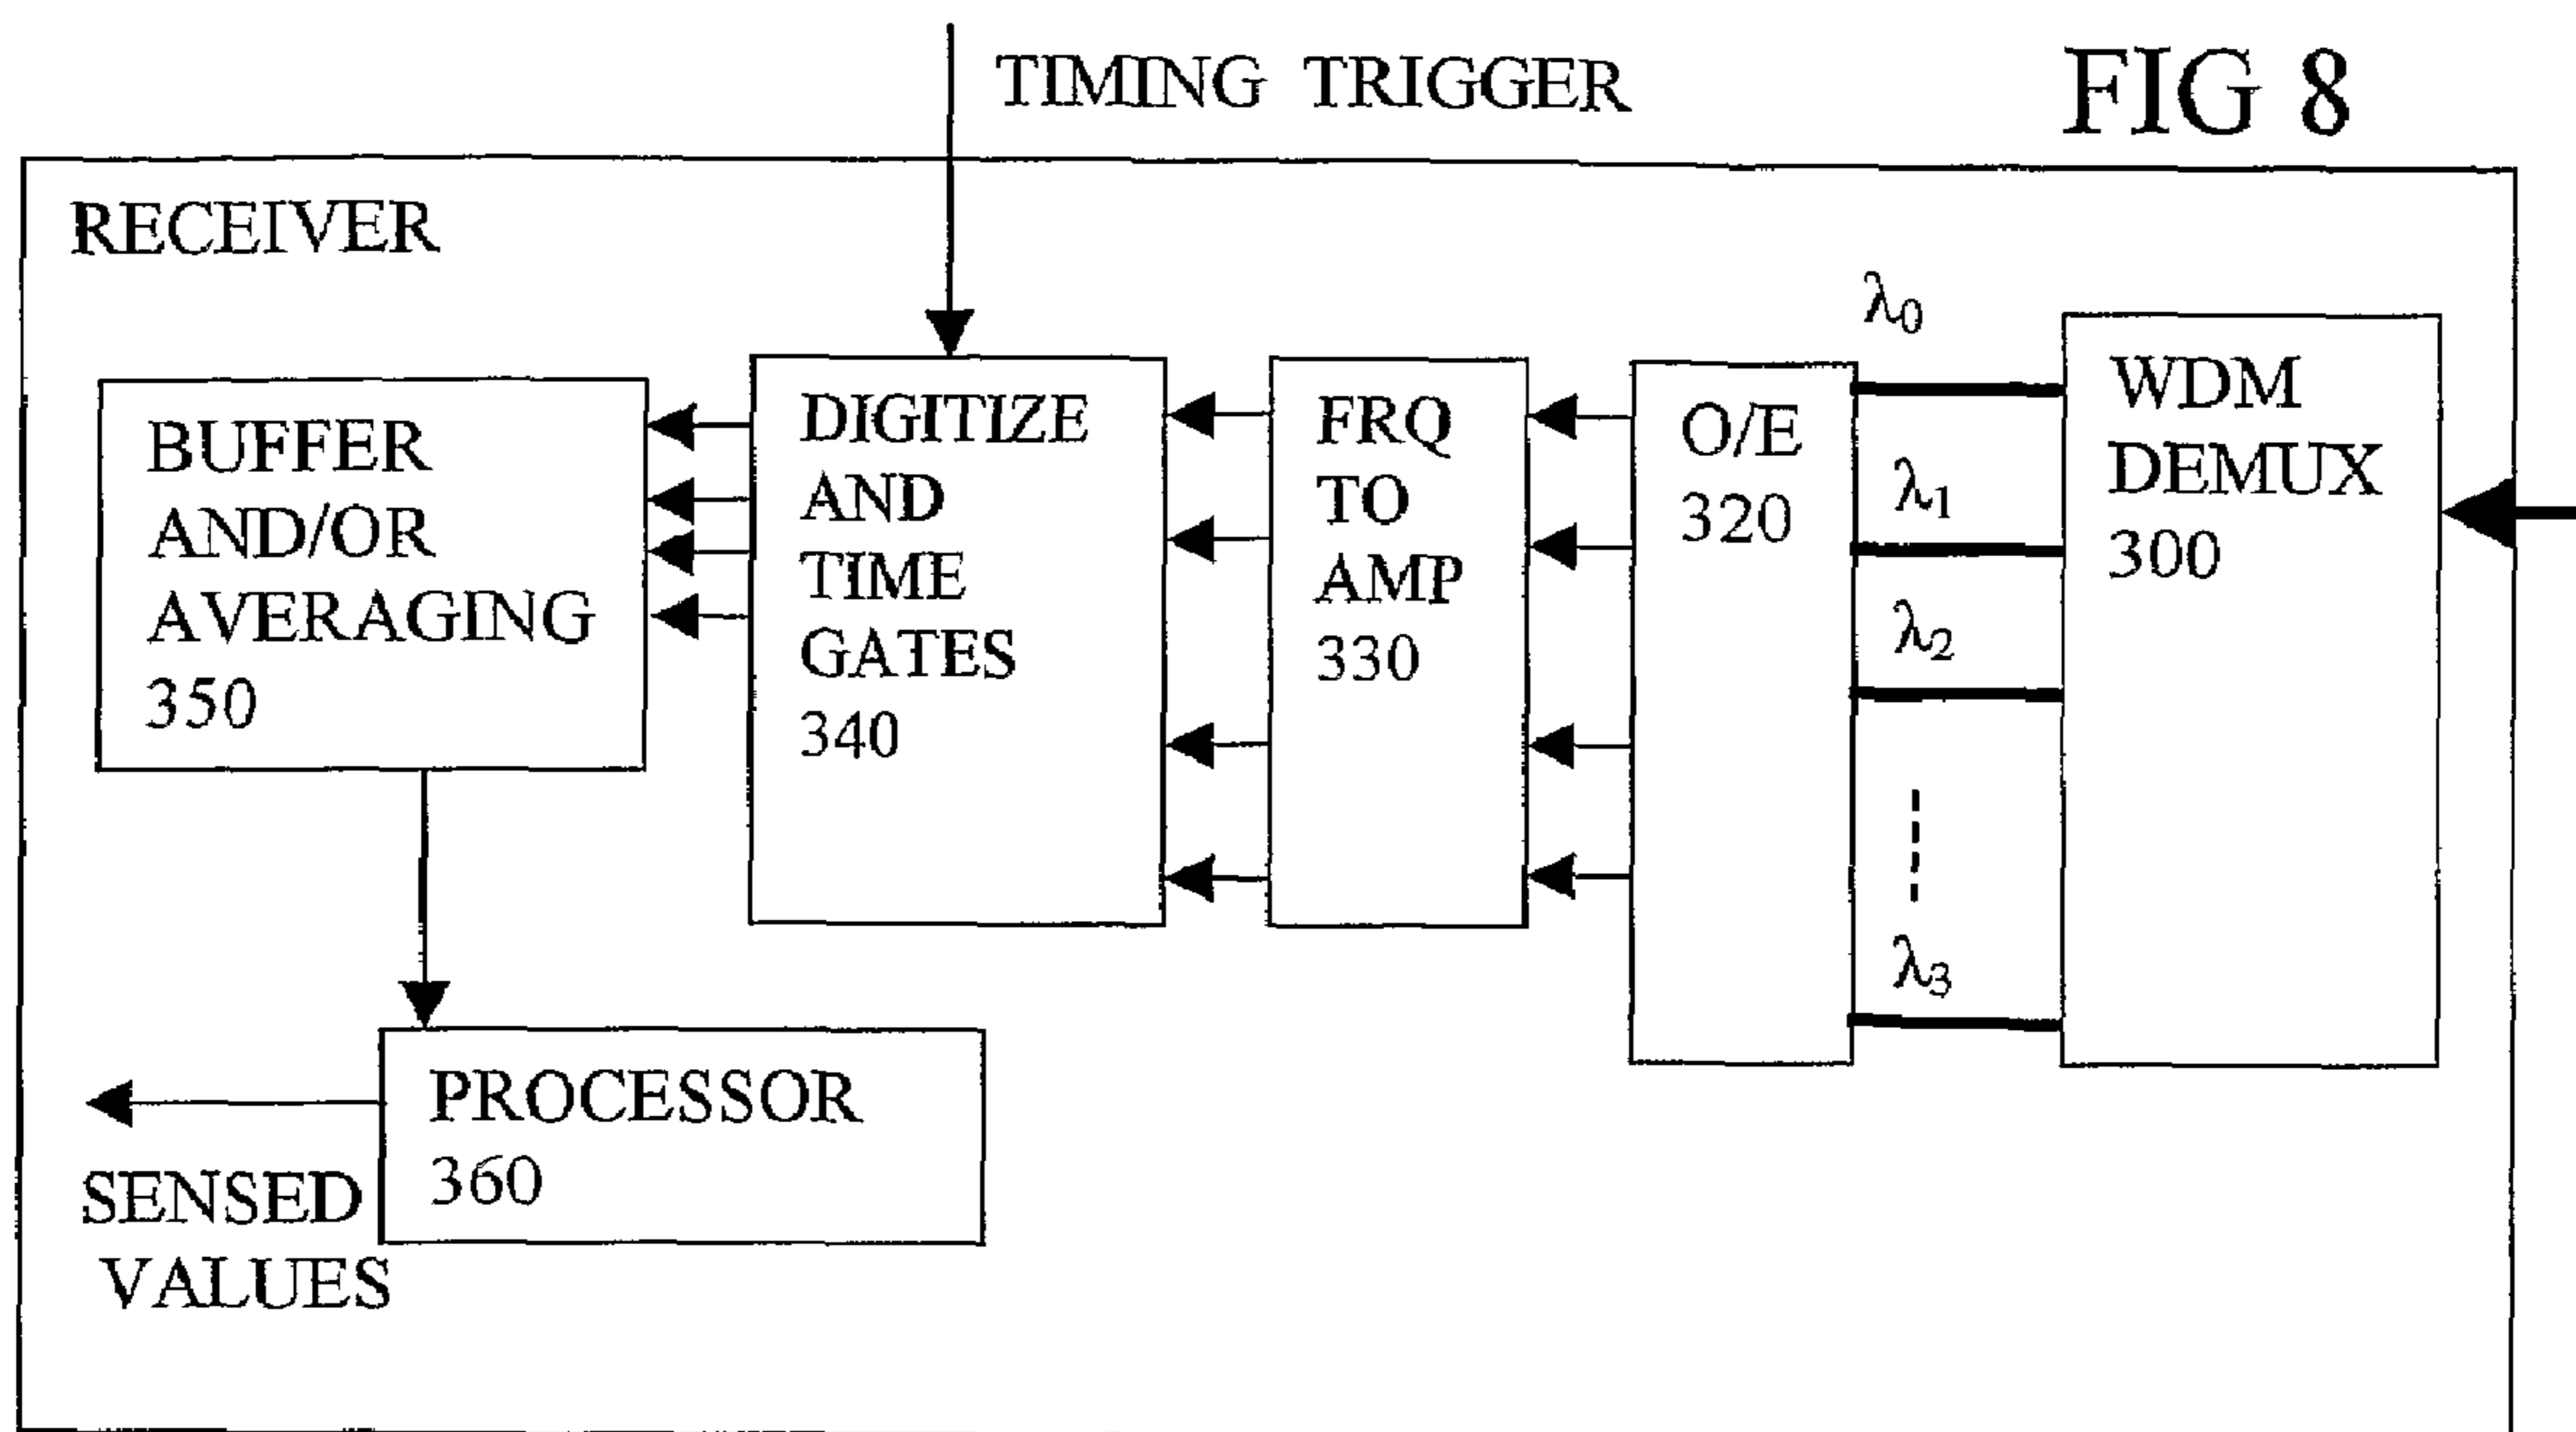 TIMING TRIGGER
FIG 8
RECEIVER
BUFFER
AND/OR
AVERAGING
350
DIGITIZE
AND
TIME
GATES
340
FRQ
TO
AMP
330
O/E
320
λ0
λ1
λ2
λ3
WDM
DEMUX
300
PROCESSOR
360
SENSED
VALUES